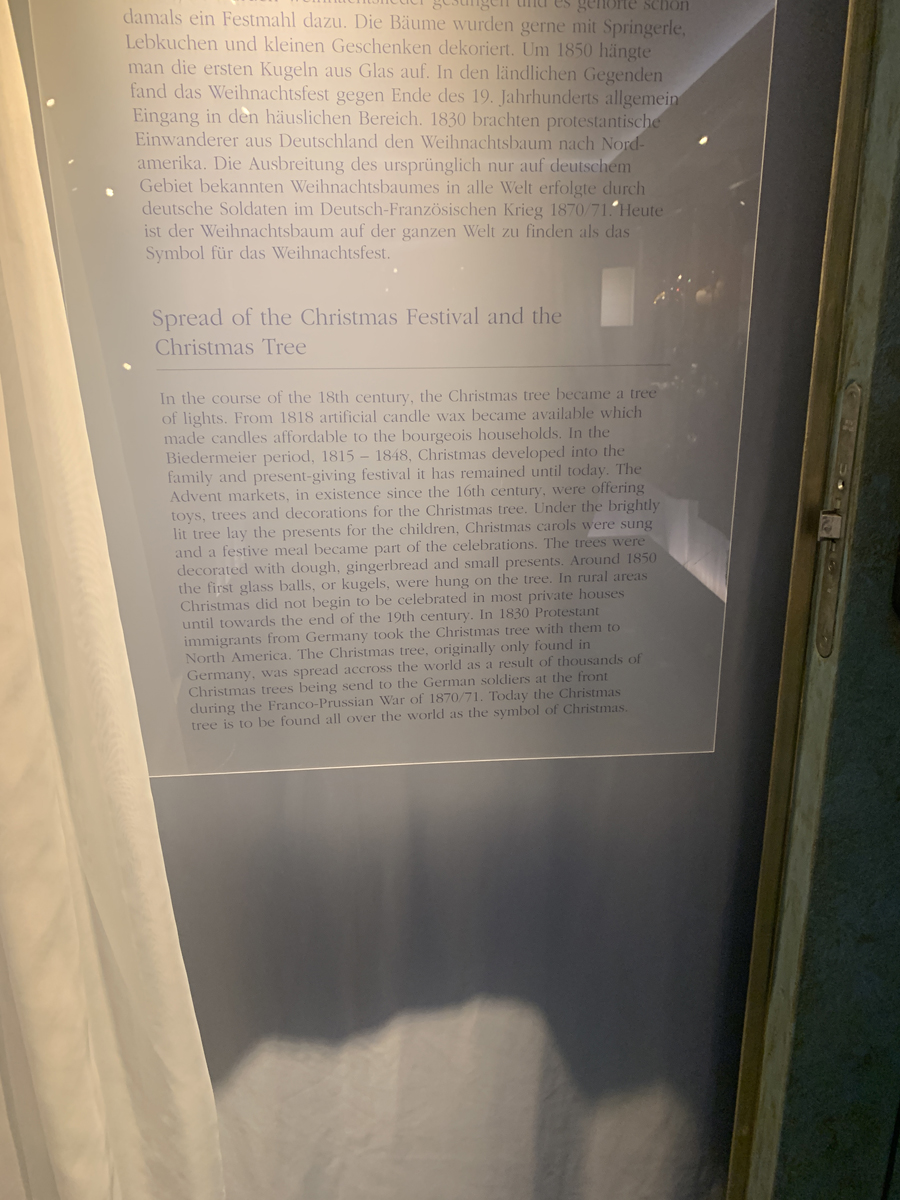 gesungen und es gehörte schon
damals ein Festmahl dazu. Die Bäume wurden gerne mit Springerle,
Lebkuchen und kleinen Geschenken dekoriert. Um 1850 hängte
man die ersten Kugeln aus Glas auf. In den ländlichen Gegenden
fand das Weihnachtsfest gegen Ende des 19. Jahrhunderts allgemein
Eingang in den häuslichen Bereich. 1830 brachten protestantische
Einwanderer aus Deutschland den Weihnachtsbaum nach Nord-
amerika. Die Ausbreitung des ursprünglich nur auf deutschem
Gebiet bekannten Weihnachtsbaumes in alle Welt erfolgte durch
deutsche Soldaten im Deutsch-Französischen Krieg 1870/71. Heute
ist der Weihnachtsbaum auf der ganzen Welt zu finden als das
Symbol für das Weihnachtsfest.
Spread of the Christmas Festival and the
Christmas Tree
In the course of the 18th century, the Christmas tree became a tree
of lights. From 1818 artificial candle wax became available which
made candles affordable to the bourgeois households. In the
Biedermeier period, 1815 – 1848, Christmas developed into the
family and present-giving festival it has remained until today. The
Advent markets, in existence since the 16th century, were offering
toys, trees and decorations for the Christmas tree. Under the brightly
lit tree lay the presents for the children, Christmas carols were sung
and a festive meal became part of the celebrations. The trees were
decorated with dough, gingerbread and small presents. Around 1850
the first glass balls, or kugels, were hung on the tree. In rural areas
Christmas did not begin to be celebrated in most private houses
until towards the end of the 19th century. In 1830 Protestant
immigrants from Germany took the Christmas tree with them to
North America. The Christmas tree, originally only found in
Germany, was spread accross the world as a result of thousands of
Christmas trees being send to the German soldiers at the front
during the Franco-Prussian War of 1870/71. Today the Christmas
tree is to be found all over the world as the symbol of Christmas.